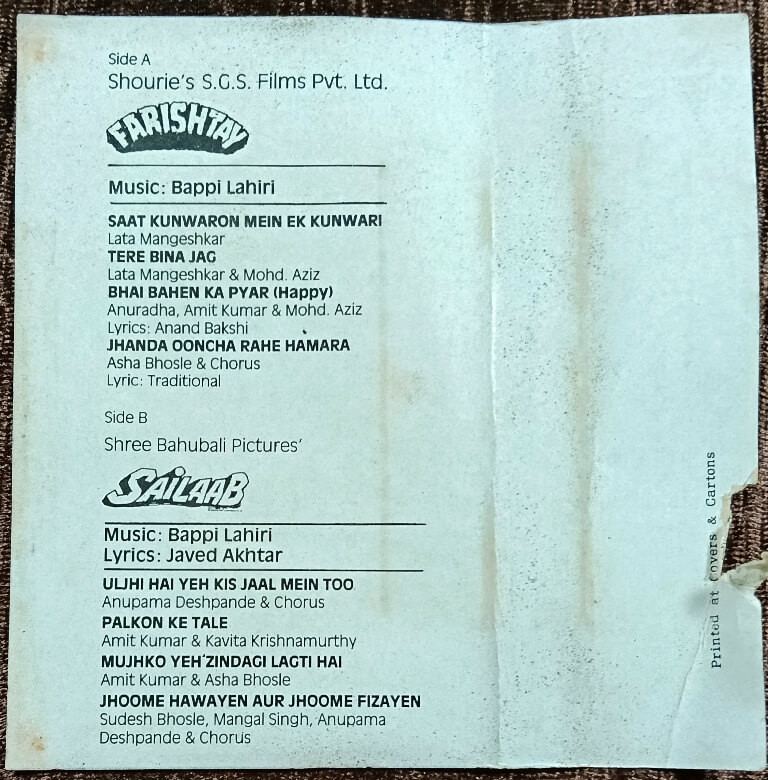 Side A
Shourie's S.G.S. Films Pvt. Ltd.
FARISHTAY
Music: Bappi Lahiri
SAAT KUNWARON MEIN EK KUNWARI
Lata Mangeshkar
TERE BINA JAG
Lata Mangeshkar & Mohd. Aziz
BHAI BAHEN KA PYAR (Happy)
Anuradha, Amit Kumar & Mohd. Aziz
Lyrics: Anand Bakshi
JHANDA OONCHA RAHE HAMARA
Asha Bhosle & Chorus
Lyric: Traditional
Side B
Shree Bahubali Pictures'
SAILAAB
Music: Bappi Lahiri
Lyrics: Javed Akhtar
ULJHI HAI YEH KIS JAAL MEIN TOO
Anupama Deshpande & Chorus
PALKON KE TALE
Amit Kumar & Kavita Krishnamurthy
MUJHKO YEH ZINDAGI LAGTI HAI
Amit Kumar & Asha Bhosle
JHOOME HAWAYEN AUR JHOOME FIZAYEN
Sudesh Bhosle, Mangal Singh, Anupama
Deshpande & Chorus
Printed at Covers & Cartons